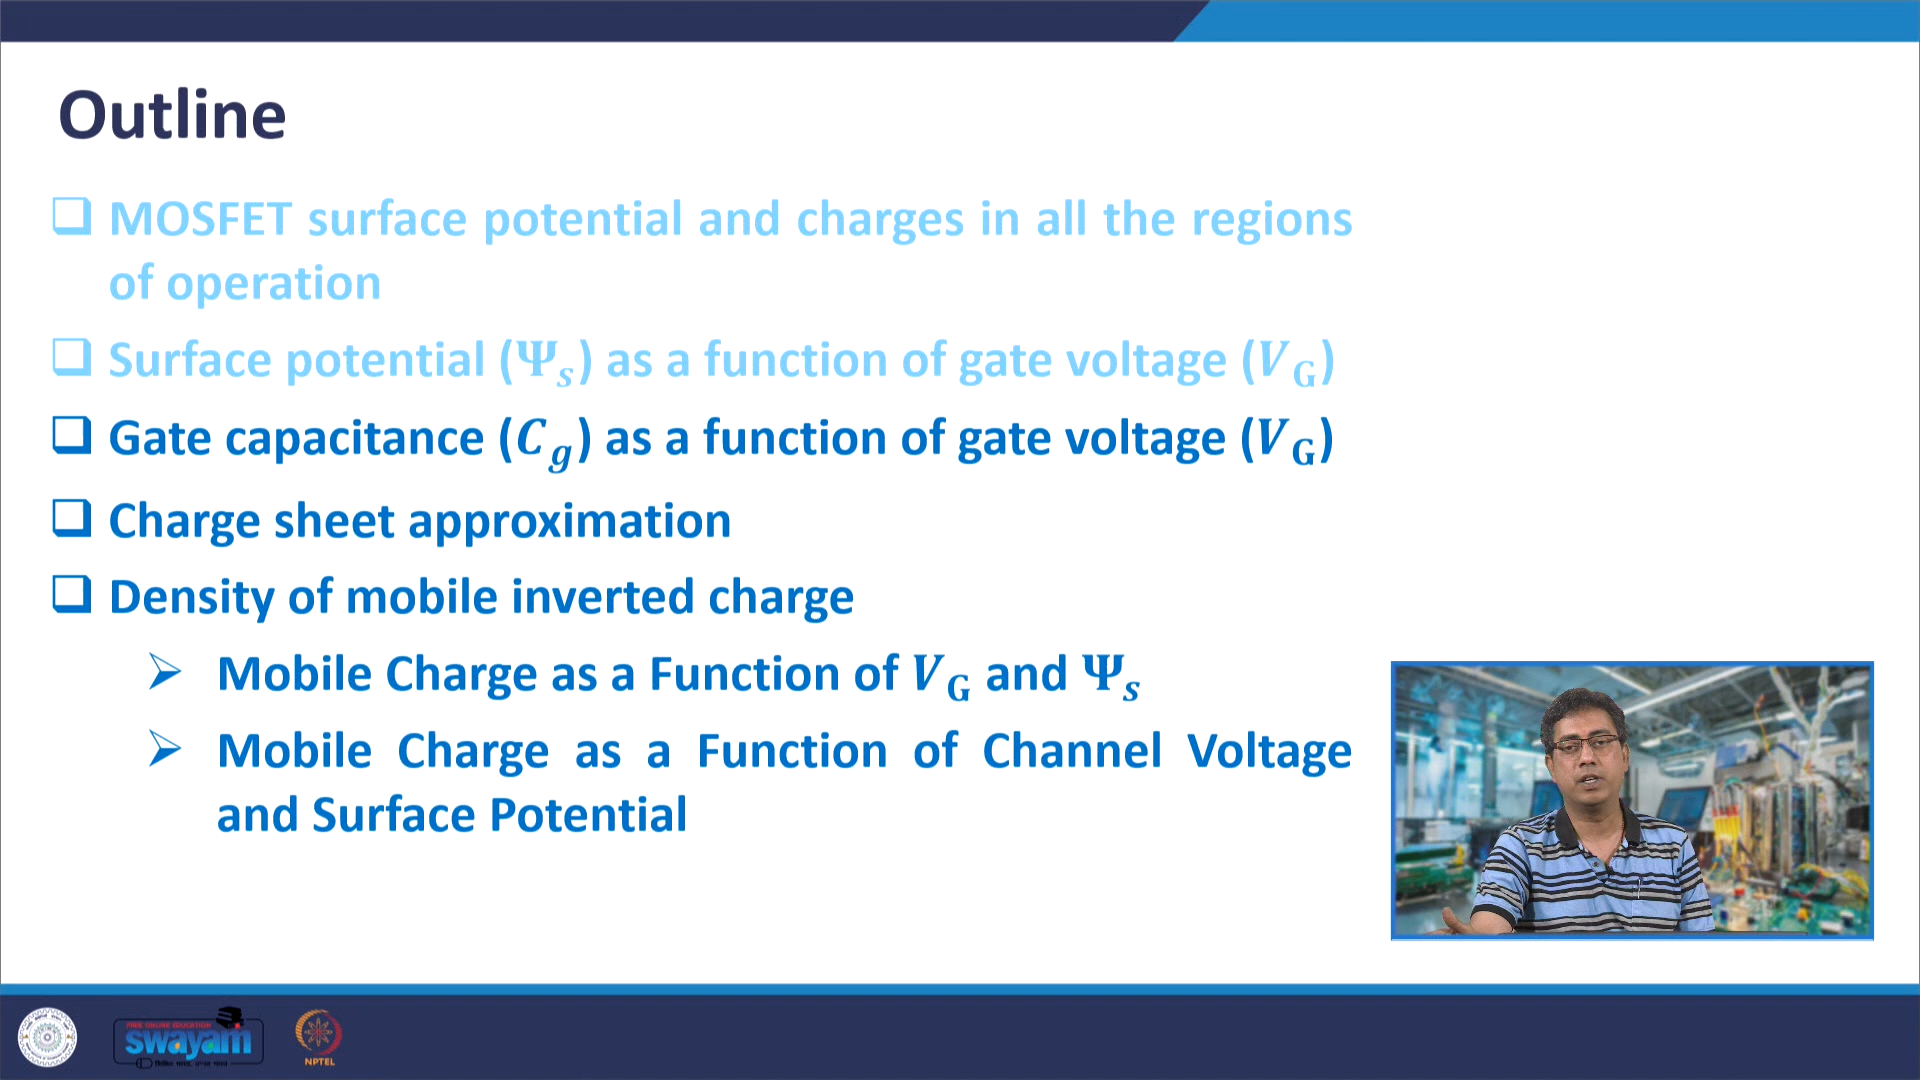 Outline
MOSFET surface potential and charges in all the regions
of operation
Surface potential (Ψs) as a function of gate voltage (VG)
Gate capacitance (Cg) as a function of gate voltage (VG)
Charge sheet approximation
Density of mobile inverted charge
Mobile Charge as a Function of VG and Ψs
Mobile Charge as a Function of Channel Voltage
and Surface Potential
FREE ONLINE EDUCATION
swayam
NPTEL